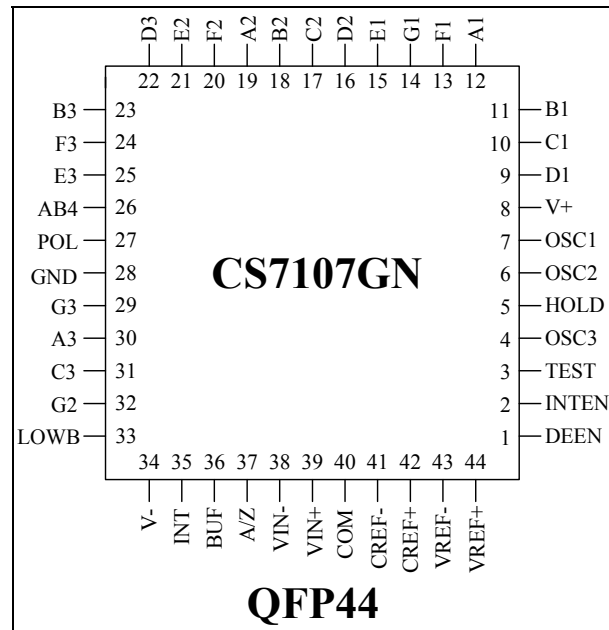 D3 E2 F2 A2 B2 C2 D2 E1 G1 F1 A1
22 21 20 19 18 17 16 15 14 13 12
B3 23 11 B1
F3 24 10 C1
E3 25 9 D1
AB4 26 8 V+
POL 27 7 OSC1
CS7107GN
GND 28 6 OSC2
G3 29 5 HOLD
A3 30 4 OSC3
C3 31 3 TEST
G2 32 2 INTEN
LOWB 33 1 DEEN
34 35 36 37 38 39 40 41 42 43 44
V- INT BUF A/Z VIN- VIN+ COM CREF- CREF+ VREF- VREF+
QFP44